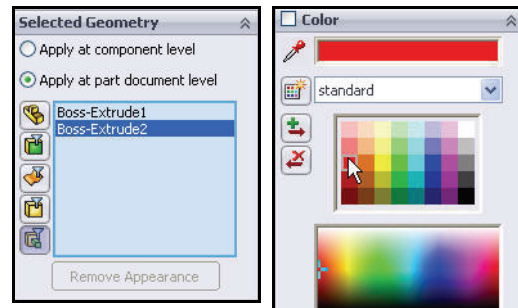 Selected Geometry
Apply at component level
Apply at part document level
Boss-Extrude1
Boss-Extrude2
Remove Appearance
Color
standard